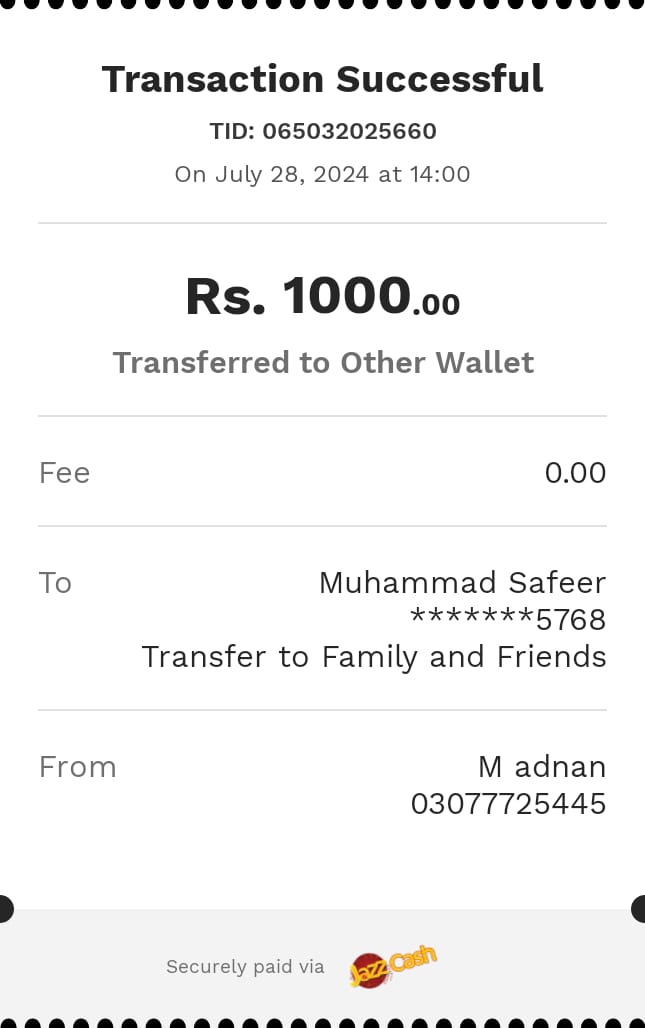 Transaction Successful
TID: 065032025660
On July 28, 2024 at 14:00
Rs. 1000.00
Transferred to Other Wallet
Fee 0.00
To Muhammad Safeer
*******5768
Transfer to Family and Friends
From M adnan
03077725445
Securely paid via JazzCash